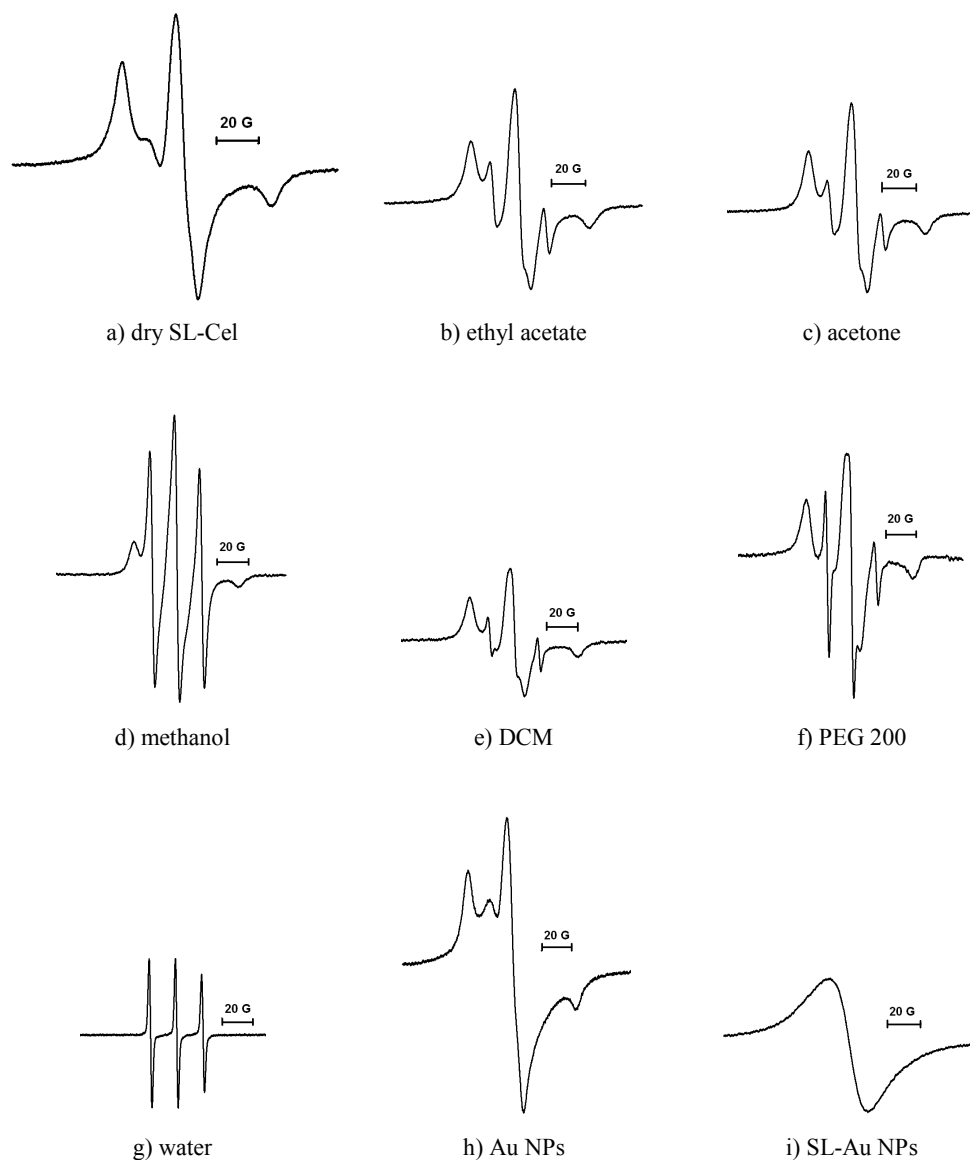 20 G
20 G
20 G
a) dry SL-Cel
b) ethyl acetate
c) acetone
20 G
20 G
20 G
d) methanol
e) DCM
f) PEG 200
20 G
20 G
20 G
g) water
h) Au NPs
i) SL-Au NPs